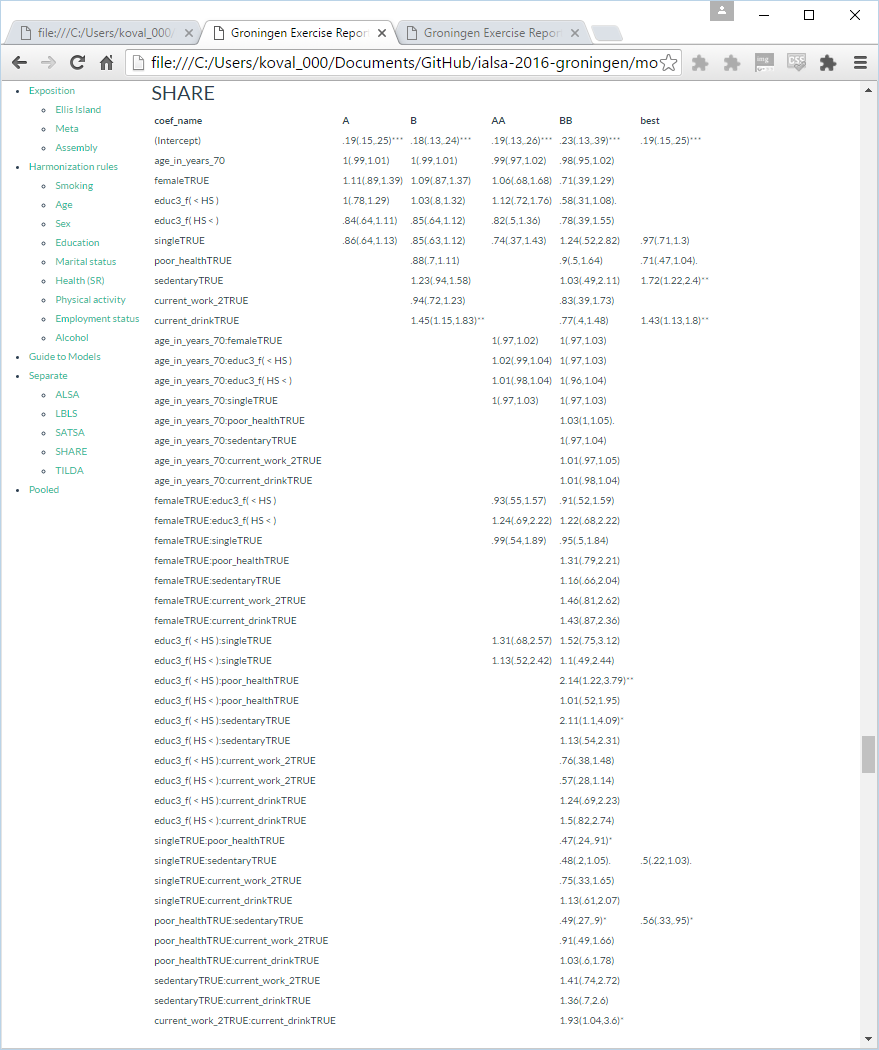 file:///C:/Users/koval_000/
Groningen Exercise Repor
Groningen Exercise Repor
file:///C:/Users/koval_000/Documents/GitHub/ialsa-2016-groningen/mo
Exposition
Ellis Island
Meta
Assembly
Harmonization rules
Smoking
Age
Sex
Education
Marital status
Health (SR)
Physical activity
Employment status
Alcohol
Guide to Models
Separate
ALSA
LBLS
SATSA
SHARE
TILDA
Pooled
SHARE
coef_name A B AA BB best
(Intercept) .19(.15,.25)*** .18(.13,.24)*** .19(.13,.26)*** .23(.13,.39)*** .19(.15,.25)***
age_in_years_70 1(.99,1.01) 1(.99,1.01) .99(.97,1.02) .98(.95,1.02)
femaleTRUE 1.11(.89,1.39) 1.09(.87,1.37) 1.06(.68,1.68) .71(.39,1.29)
educ3_f( < HS ) 1(.78,1.29) 1.03(.8,1.32) 1.12(.72,1.76) .58(.31,1.08).
educ3_f( HS < ) .84(.64,1.11) .85(.64,1.12) .82(.5,1.36) .78(.39,1.55)
singleTRUE .86(.64,1.13) .85(.63,1.12) .74(.37,1.43) 1.24(.52,2.82) .97(.71,1.3)
poor_healthTRUE .88(.7,1.11) .9(.5,1.64) .71(.47,1.04).
sedentaryTRUE 1.23(.94,1.58) 1.03(.49,2.11) 1.72(1.22,2.4)**
current_work_2TRUE .94(.72,1.23) .83(.39,1.73)
current_drinkTRUE 1.45(1.15,1.83)** .77(.4,1.48) 1.43(1.13,1.8)**
age_in_years_70:femaleTRUE 1(.97,1.02) 1(.97,1.03)
age_in_years_70:educ3_f( < HS ) 1.02(.99,1.04) 1(.97,1.03)
age_in_years_70:educ3_f( HS < ) 1.01(.98,1.04) 1(.96,1.04)
age_in_years_70:singleTRUE 1(.97,1.03) 1(.97,1.03)
age_in_years_70:poor_healthTRUE 1.03(1,1.05).
age_in_years_70:sedentaryTRUE 1(.97,1.04)
age_in_years_70:current_work_2TRUE 1.01(.97,1.05)
age_in_years_70:current_drinkTRUE 1.01(.98,1.04)
femaleTRUE:educ3_f( < HS ) .93(.55,1.57) .91(.52,1.59)
femaleTRUE:educ3_f( HS < ) 1.24(.69,2.22) 1.22(.68,2.22)
femaleTRUE:singleTRUE .99(.54,1.89) .95(.5,1.84)
femaleTRUE:poor_healthTRUE 1.31(.79,2.21)
femaleTRUE:sedentaryTRUE 1.16(.66,2.04)
femaleTRUE:current_work_2TRUE 1.46(.81,2.62)
femaleTRUE:current_drinkTRUE 1.43(.87,2.36)
educ3_f( < HS ):singleTRUE 1.31(.68,2.57) 1.52(.75,3.12)
educ3_f( HS < ):singleTRUE 1.13(.52,2.42) 1.1(.49,2.44)
educ3_f( < HS ):poor_healthTRUE 2.14(1.22,3.79)**
educ3_f( HS < ):poor_healthTRUE 1.01(.52,1.95)
educ3_f( < HS ):sedentaryTRUE 2.11(1.1,4.09)*
educ3_f( HS < ):sedentaryTRUE 1.13(.54,2.31)
educ3_f( < HS ):current_work_2TRUE .76(.38,1.48)
educ3_f( HS < ):current_work_2TRUE .57(.28,1.14)
educ3_f( < HS ):current_drinkTRUE 1.24(.69,2.23)
educ3_f( HS < ):current_drinkTRUE 1.5(.82,2.74)
singleTRUE:poor_healthTRUE .47(.24,.91)*
singleTRUE:sedentaryTRUE .48(.2,1.05). .5(.22,1.03).
singleTRUE:current_work_2TRUE .75(.33,1.65)
singleTRUE:current_drinkTRUE 1.13(.61,2.07)
poor_healthTRUE:sedentaryTRUE .49(.27,.9)* .56(.33,.95)*
poor_healthTRUE:current_work_2TRUE .91(.49,1.66)
poor_healthTRUE:current_drinkTRUE 1.03(.6,1.78)
sedentaryTRUE:current_work_2TRUE 1.41(.74,2.72)
sedentaryTRUE:current_drinkTRUE 1.36(.7,2.6)
current_work_2TRUE:current_drinkTRUE 1.93(1.04,3.6)*